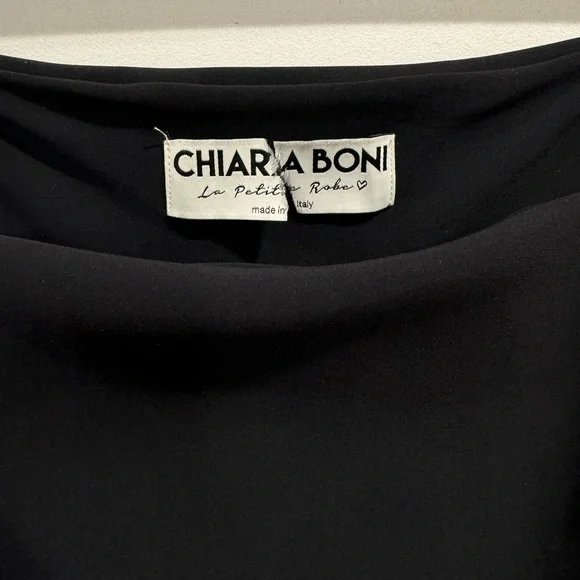 CHIARA BONI
La Petite Robe♡
made in Italy